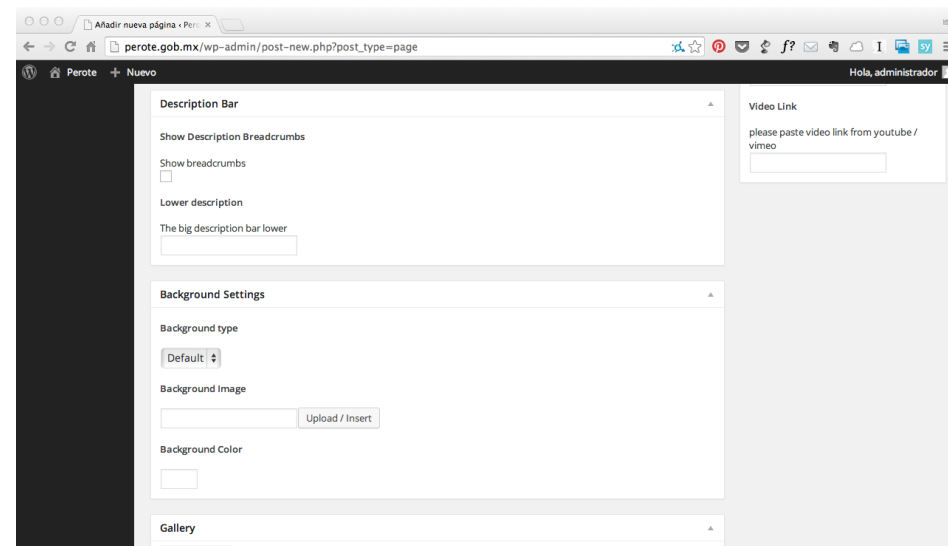 Añadir nueva página ‹ Pero
perote.gob.mx/wp-admin/post-new.php?post_type=page
Perote
Nuevo
Hola, administrador
Description Bar
Show Description Breadcrumbs
Show breadcrumbs
Lower description
The big description bar lower
Background Settings
Background type
Default
Background Image
Upload / Insert
Background Color
Gallery
Video Link
please paste video link from youtube /
vimeo